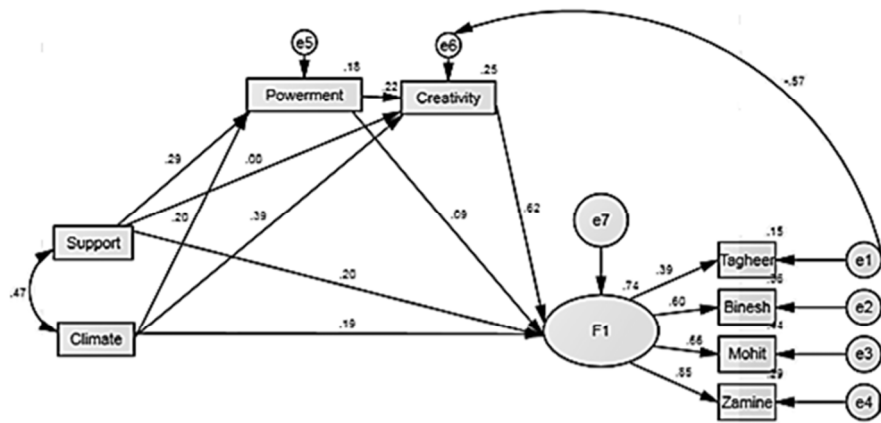 e5
e6
.18
.25
-.57
Powerment
.22
Creativity
.29
.00
.20
.39
.09
.62
Support
.20
e7
.15
Tagheer
e1
.39
.47
.74
.60
Binesh
e2
Climate
.19
F1
.66
Mohit
e3
.29
Zamine
e4